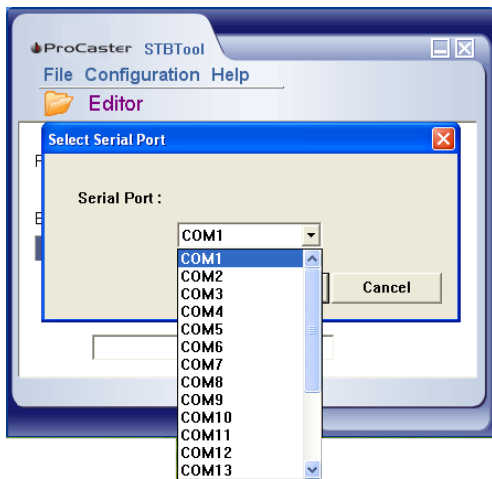 ProCaster STBTool
File Configuration Help
Editor
Select Serial Port
Serial Port :
COM1
COM1
COM2
COM3
COM4
COM5
COM6
COM7
COM8
COM9
COM10
COM11
COM12
COM13
Cancel